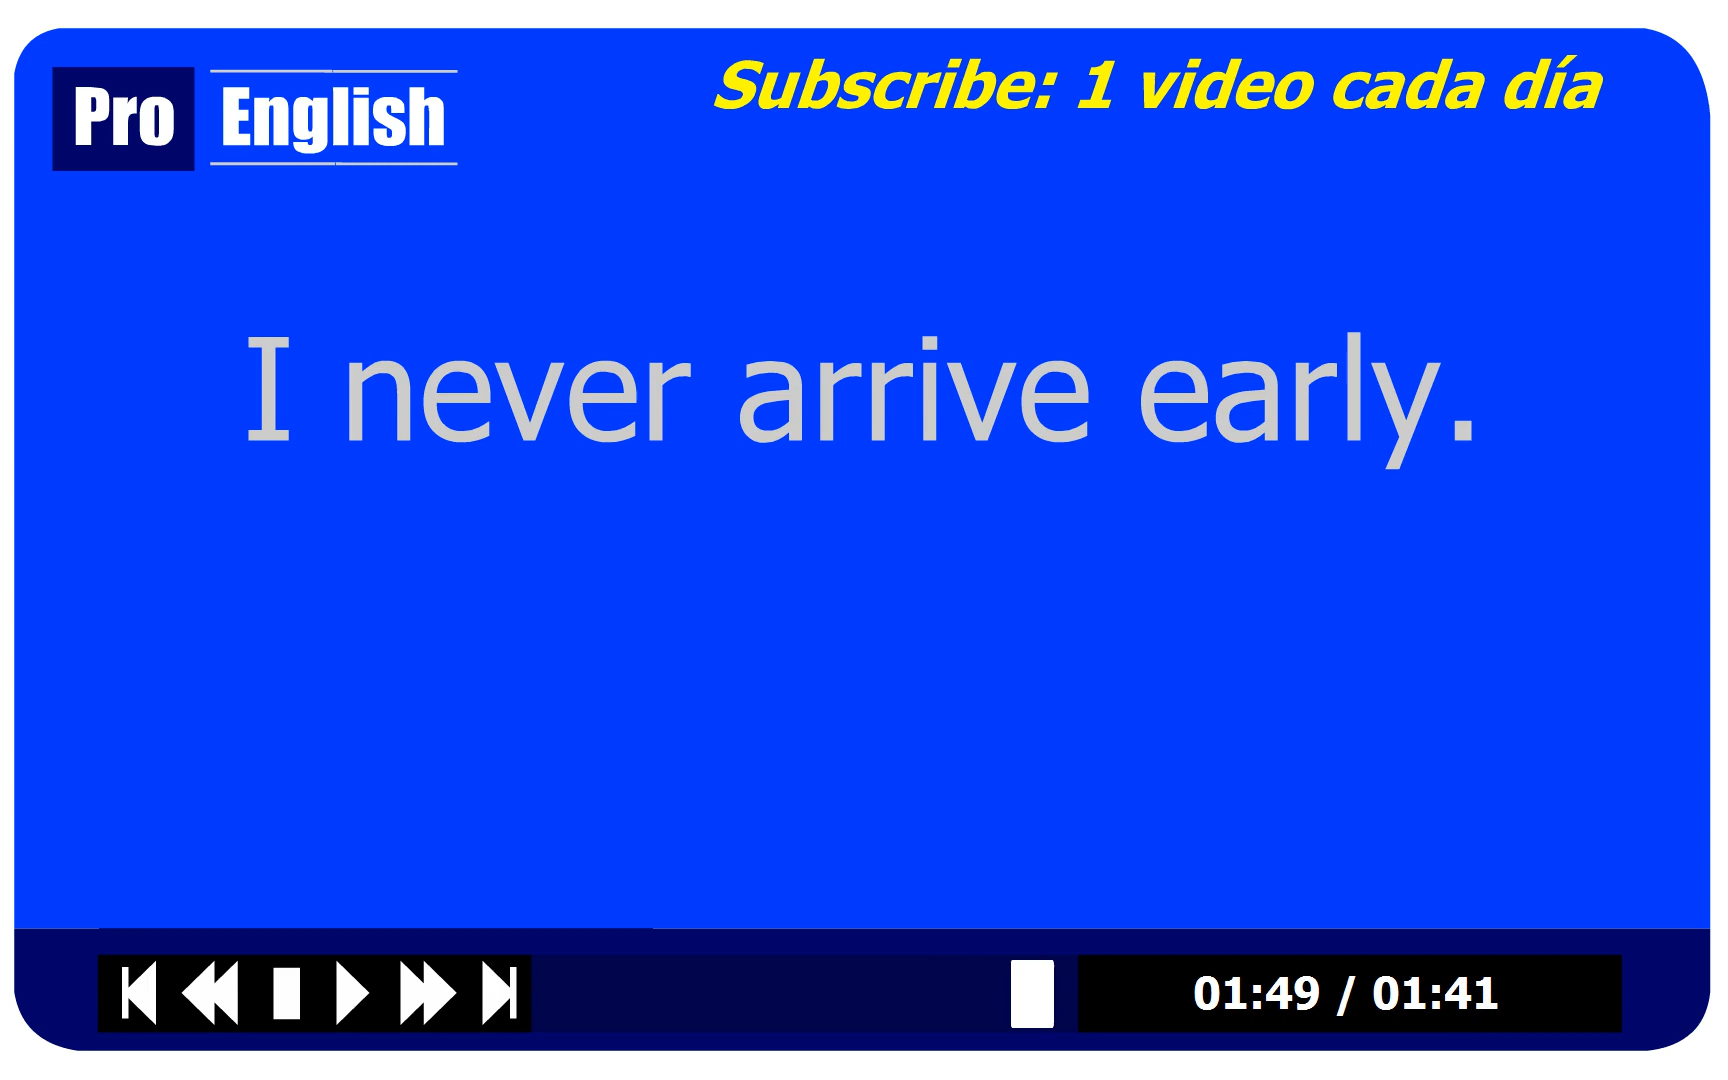 Pro English
Subscribe: 1 video cada día
I never arrive early.
01:49 / 01:41